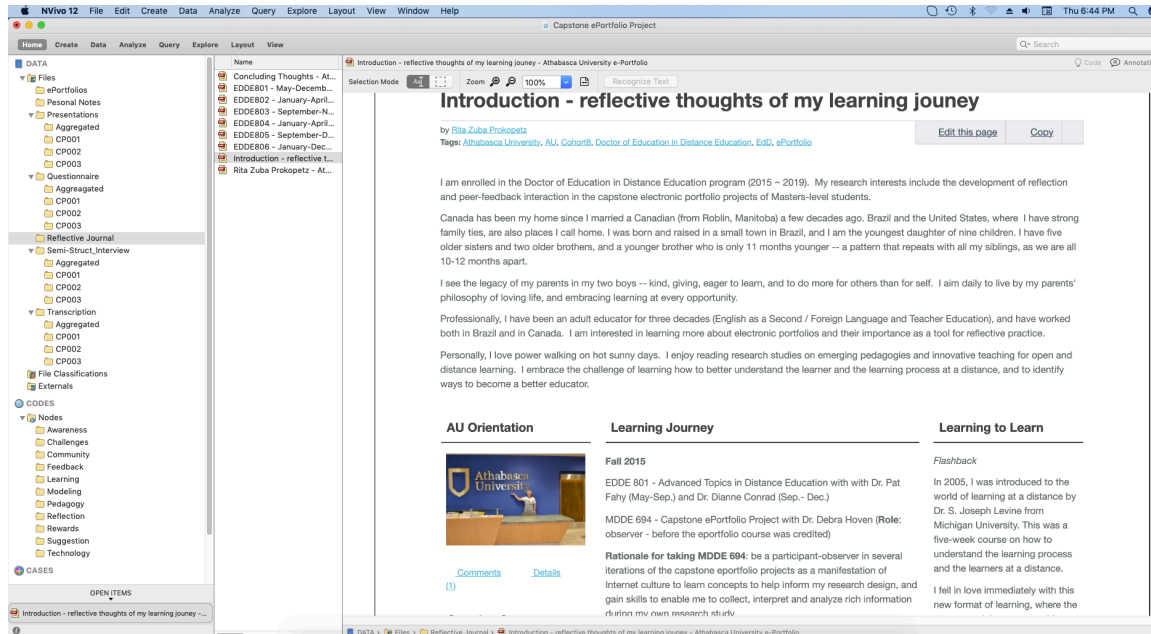 NVivo 12 File Edit Create Data Analyze Query Explore Layout View Window Help
Thu 6:44 PM
Capstone ePortfolio Project
Home Create Data Analyze Query Explore Layout View
Search
DATA
Files
ePortfolios
Pesonal Notes
Presentations
Aggregated
CP001
CP002
CP003
Questionnaire
Aggreagated
CP001
CP002
CP003
Reflective Journal
Semi-Struct_Interview
Aggregated
CP001
CP002
CP003
Transcription
Aggregated
CP001
CP002
CP003
File Classifications
Externals
CODES
Nodes
Awareness
Challenges
Community
Feedback
Learning
Modeling
Pedagogy
Reflection
Rewards
Suggestion
Technology
CASES
OPEN ITEMS
Introduction - reflective thoughts of my learning jouney -...
Name
Concluding Thoughts - At...
EDDE801 - May-Decemb...
EDDE802 - January-April...
EDDE803 - September-N...
EDDE804 - January-April...
EDDE805 - September-D...
EDDE806 - January-Dec...
Introduction - reflective t...
Rita Zuba Prokopetz - At...
Introduction - reflective thoughts of my learning jouney - Athabasca University e-Portfolio
Code Annotati
Selection Mode Aa Zoom 100% Recognize Text
Introduction - reflective thoughts of my learning jouney
by Rita Zuba Prokopetz
Tags: Athabasca University, AU, Cohort8, Doctor of Education in Distance Education, EdD, ePortfolio
Edit this page Copy
I am enrolled in the Doctor of Education in Distance Education program (2015 ~ 2019). My research interests include the development of reflection
and peer-feedback interaction in the capstone electronic portfolio projects of Masters-level students.
Canada has been my home since I married a Canadian (from Roblin, Manitoba) a few decades ago. Brazil and the United States, where I have strong
family ties, are also places I call home. I was born and raised in a small town in Brazil, and I am the youngest daughter of nine children. I have five
older sisters and two older brothers, and a younger brother who is only 11 months younger -- a pattern that repeats with all my siblings, as we are all
10-12 months apart.
I see the legacy of my parents in my two boys -- kind, giving, eager to learn, and to do more for others than for self. I aim daily to live by my parents'
philosophy of loving life, and embracing learning at every opportunity.
Professionally, I have been an adult educator for three decades (English as a Second / Foreign Language and Teacher Education), and have worked
both in Brazil and in Canada. I am interested in learning more about electronic portfolios and their importance as a tool for reflective practice.
Personally, I love power walking on hot sunny days. I enjoy reading research studies on emerging pedagogies and innovative teaching for open and
distance learning. I embrace the challenge of learning how to better understand the learner and the learning process at a distance, and to identify
ways to become a better educator.
AU Orientation
Athabasca
University
Comments Details
(1)
Learning Journey
Fall 2015
EDDE 801 - Advanced Topics in Distance Education with with Dr. Pat
Fahy (May-Sep.) and Dr. Dianne Conrad (Sep.- Dec.)
MDDE 694 - Capstone ePortfolio Project with Dr. Debra Hoven (Role:
observer - before the eportfolio course was credited)
Rationale for taking MDDE 694: be a participant-observer in several
iterations of the capstone eportfolio projects as a manifestation of
Internet culture to learn concepts to help inform my research design, and
gain skills to enable me to collect, interpret and analyze rich information
during my own research study
Learning to Learn
Flashback
In 2005, I was introduced to the
world of learning at a distance by
Dr. S. Joseph Levine from
Michigan University. This was a
five-week course on how to
understand the learning process
and the learners at a distance.
I fell in love immediately with this
new format of learning, where the
DATA > Files > Reflective Journal > Introduction - reflective thoughts of my learning jouney - Athabasca University e-Portfolio